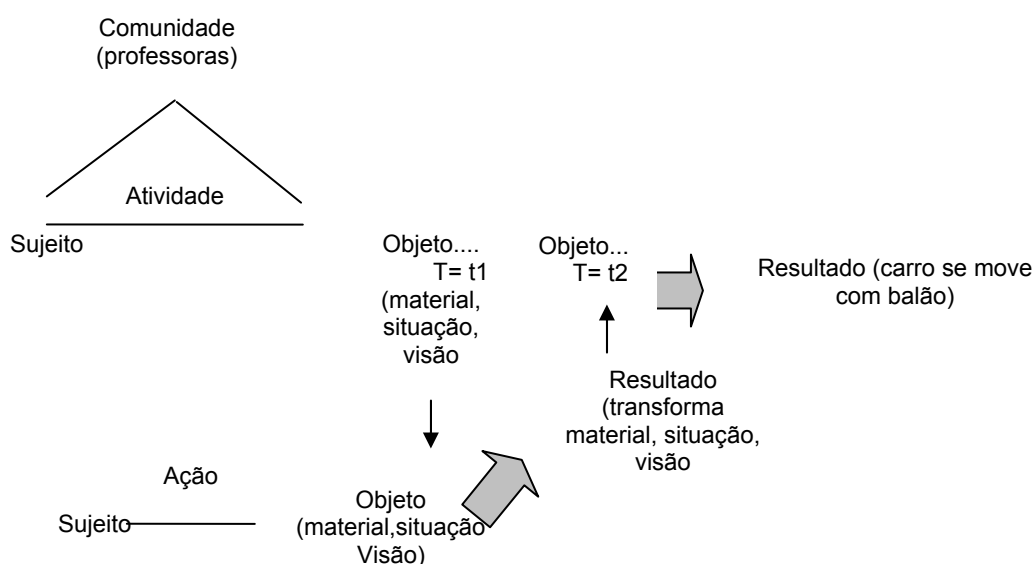 Comunidade
(professoras)
Atividade
Sujeito
Objeto....
T= t1
(material,
situação,
visão
Objeto...
T= t2
Resultado (carro se move
com balão)
Resultado
(transforma
material, situação,
visão
Ação
Sujeito
Objeto
(material,situação
Visão)